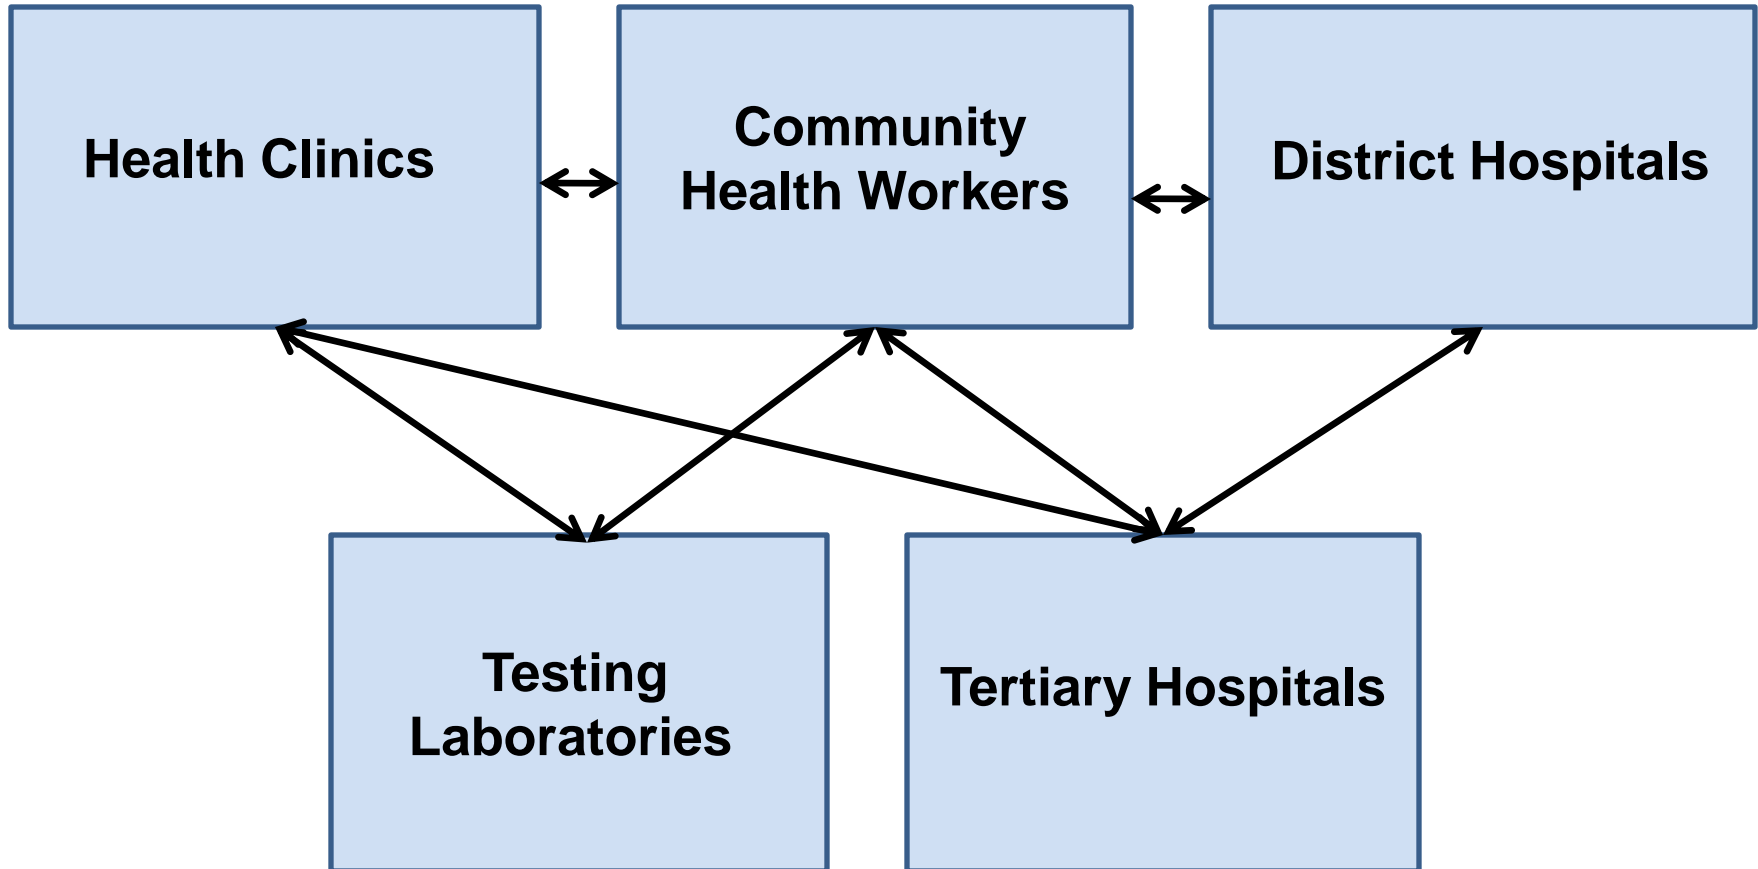 Health Clinics
Community
Health Workers
District Hospitals
Testing
Laboratories
Tertiary Hospitals